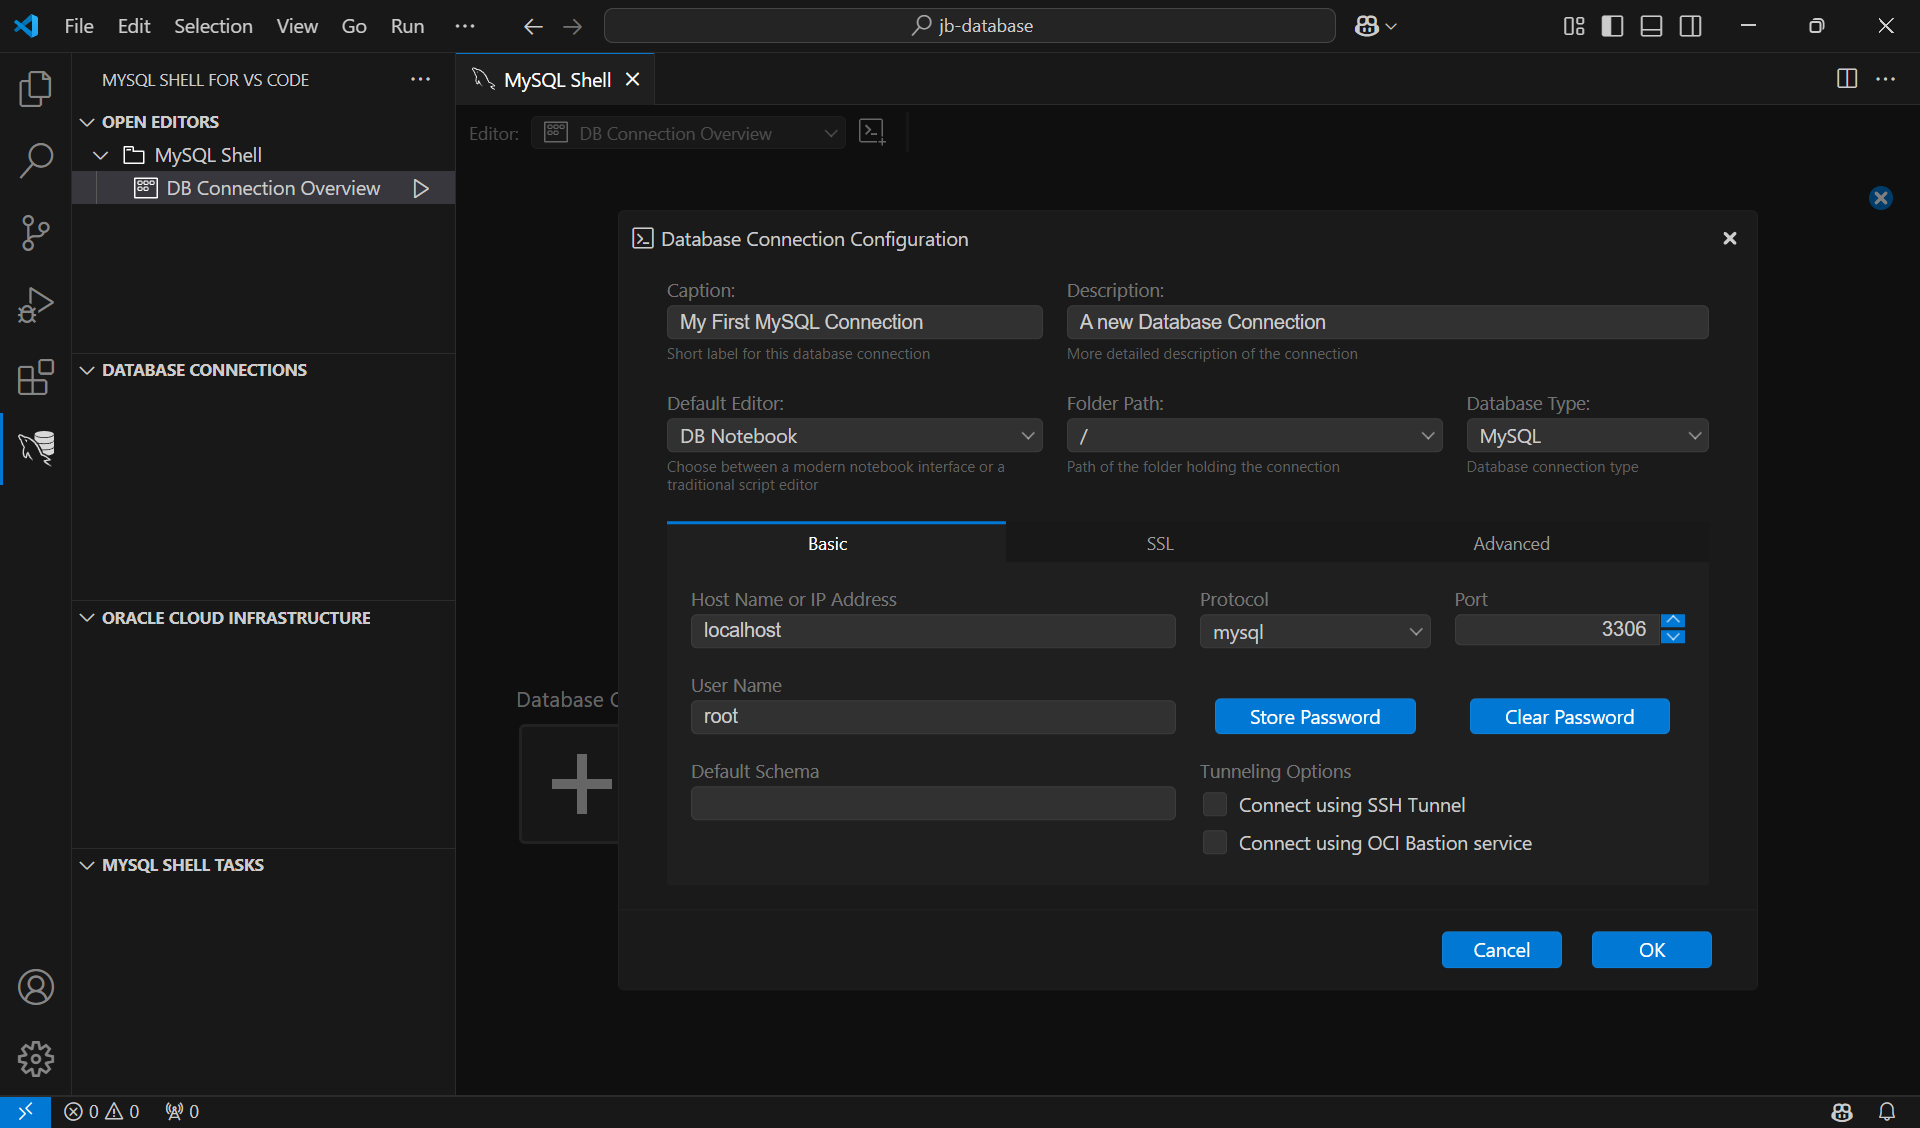 File Edit Selection View Go Run
jb-database
MYSQL SHELL FOR VS CODE
OPEN EDITORS
MySQL Shell
DB Connection Overview
DATABASE CONNECTIONS
ORACLE CLOUD INFRASTRUCTURE
MYSQL SHELL TASKS
MySQL Shell
Editor: DB Connection Overview
Database C
Database Connection Configuration
Caption: Description:
My First MySQL Connection A new Database Connection
Short label for this database connection More detailed description of the connection
Default Editor: Folder Path: Database Type:
DB Notebook / MySQL
Choose between a modern notebook interface or a Path of the folder holding the connection Database connection type
traditional script editor
Basic SSL Advanced
Host Name or IP Address Protocol Port
localhost mysql 3306
User Name
root Store Password Clear Password
Default Schema Tunneling Options
Connect using SSH Tunnel
Connect using OCI Bastion service
Cancel OK
0 0 0